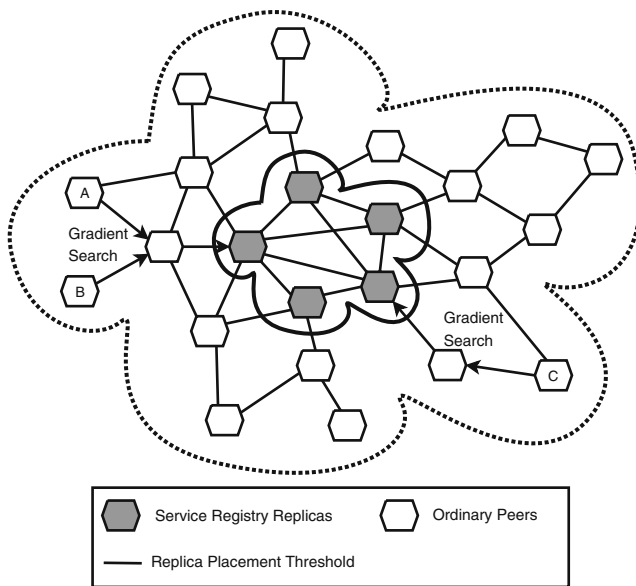 A
Gradient
Search
B
Gradient
Search
C
Service Registry Replicas
Ordinary Peers
Replica Placement Threshold